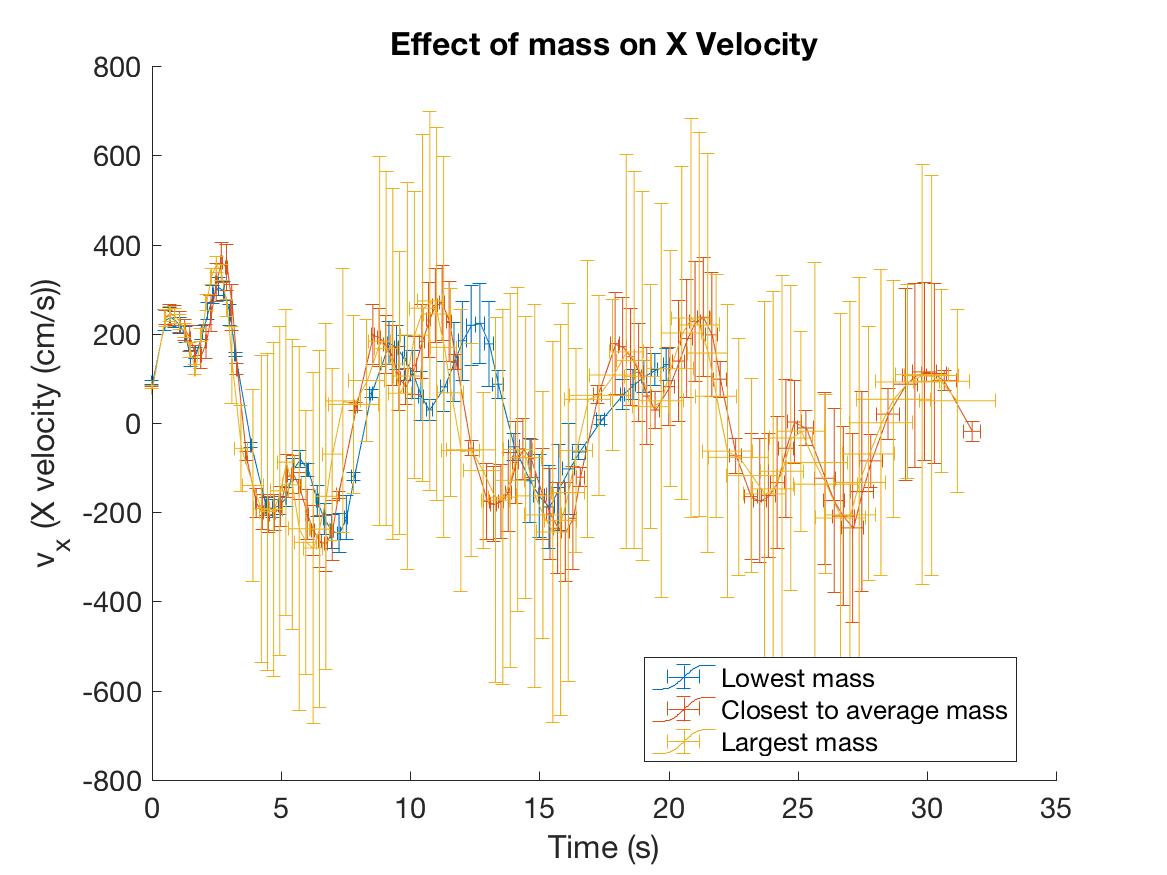 Effect of mass on X Velocity
800
600
400
200
0
-200
-400
-600
-800
v_x (X velocity (cm/s))
0 5 10 15 20 25 30 35
Time (s)
Lowest mass
Closest to average mass
Largest mass